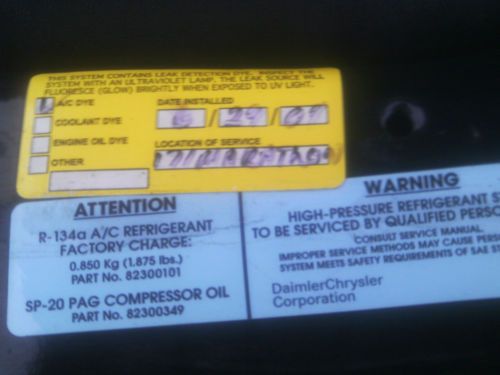 THIS SYSTEM CONTAINS LEAK DETECTION DYE. INSPECT THE
SYSTEM WITH AN ULTRAVIOLET LAMP. THE LEAK SOURCE WILL
FLUORESCE (GLOW) BRIGHTLY WHEN EXPOSED TO UV LIGHT.
A/C DYE
DATE INSTALLED
COOLANT DYE
/ 25 /
ENGINE OIL DYE
LOCATION OF SERVICE
OTHER
ATTENTION
R-134a A/C REFRIGERANT
FACTORY CHARGE:
0.850 Kg (1.875 lbs.)
PART No. 82300101
SP-20 PAG COMPRESSOR OIL
PART No. 82300349
WARNING
HIGH-PRESSURE REFRIGERANT S
TO BE SERVICED BY QUALIFIED PERSO
CONSULT SERVICE MANUAL.
IMPROPER SERVICE METHODS MAY CAUSE PERS
SYSTEM MEETS SAFETY REQUIREMENTS OF SAE S
DaimlerChrysler
Corporation